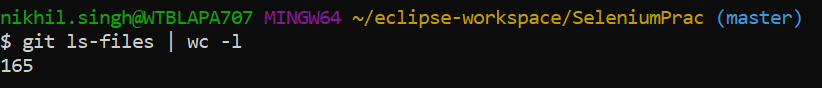 nikhil.singh@WTBLAPA707 MINGW64 ~/eclipse-workspace/SeleniumPrac (master)
$ git ls-files | wc -l
165